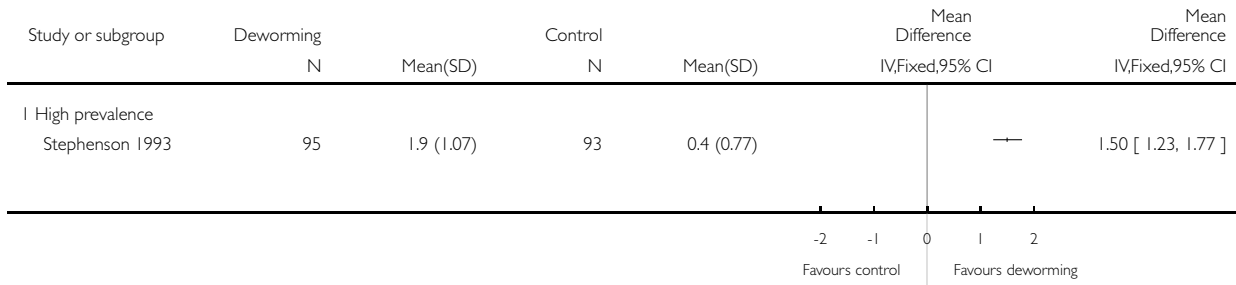 Study or subgroup Deworming Control Mean Difference Mean Difference
N Mean(SD) N Mean(SD) IV,Fixed,95% CI IV,Fixed,95% CI
1 High prevalence
Stephenson 1993 95 1.9 (1.07) 93 0.4 (0.77) 1.50 [ 1.23, 1.77 ]
-2 -1 0 1 2
Favours control Favours deworming